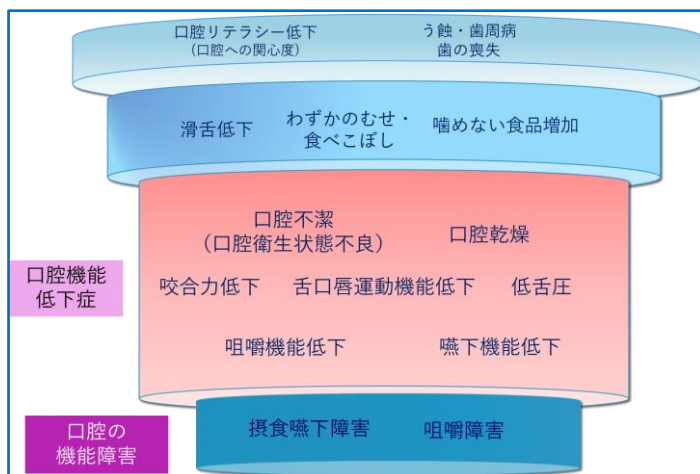 口腔リテラシー低下
(口腔への関心度)
う蝕・歯周病
歯の喪失
滑舌低下
わずかのむせ・
食べこぼし
噛めない食品増加
口腔不潔
（口腔衛生状態不良）
口腔乾燥
口腔機能
低下症
咬合力低下
舌口唇運動機能低下
低舌圧
咀嚼機能低下
嚥下機能低下
口腔の
機能障害
摂食嚥下障害
咀嚼障害